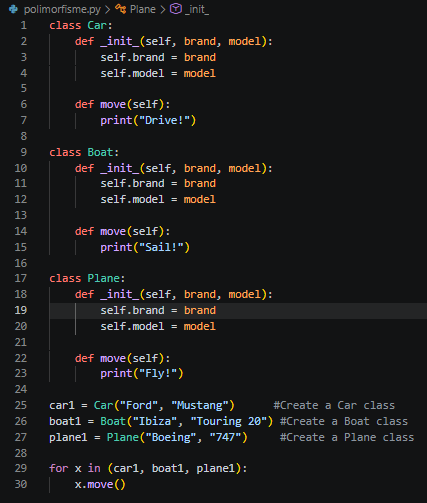 polimorfisme.py > Plane > _init_
1 class Car:
2     def _init_(self, brand, model):
3         self.brand = brand
4         self.model = model
5
6     def move(self):
7         print("Drive!")
8
9 class Boat:
10     def _init_(self, brand, model):
11         self.brand = brand
12         self.model = model
13
14     def move(self):
15         print("Sail!")
16
17 class Plane:
18     def _init_(self, brand, model):
19         self.brand = brand
20         self.model = model
21
22     def move(self):
23         print("Fly!")
24
25 car1 = Car("Ford", "Mustang")      #Create a Car class
26 boat1 = Boat("Ibiza", "Touring 20") #Create a Boat class
27 plane1 = Plane("Boeing", "747")     #Create a Plane class
28
29 for x in (car1, boat1, plane1):
30     x.move()